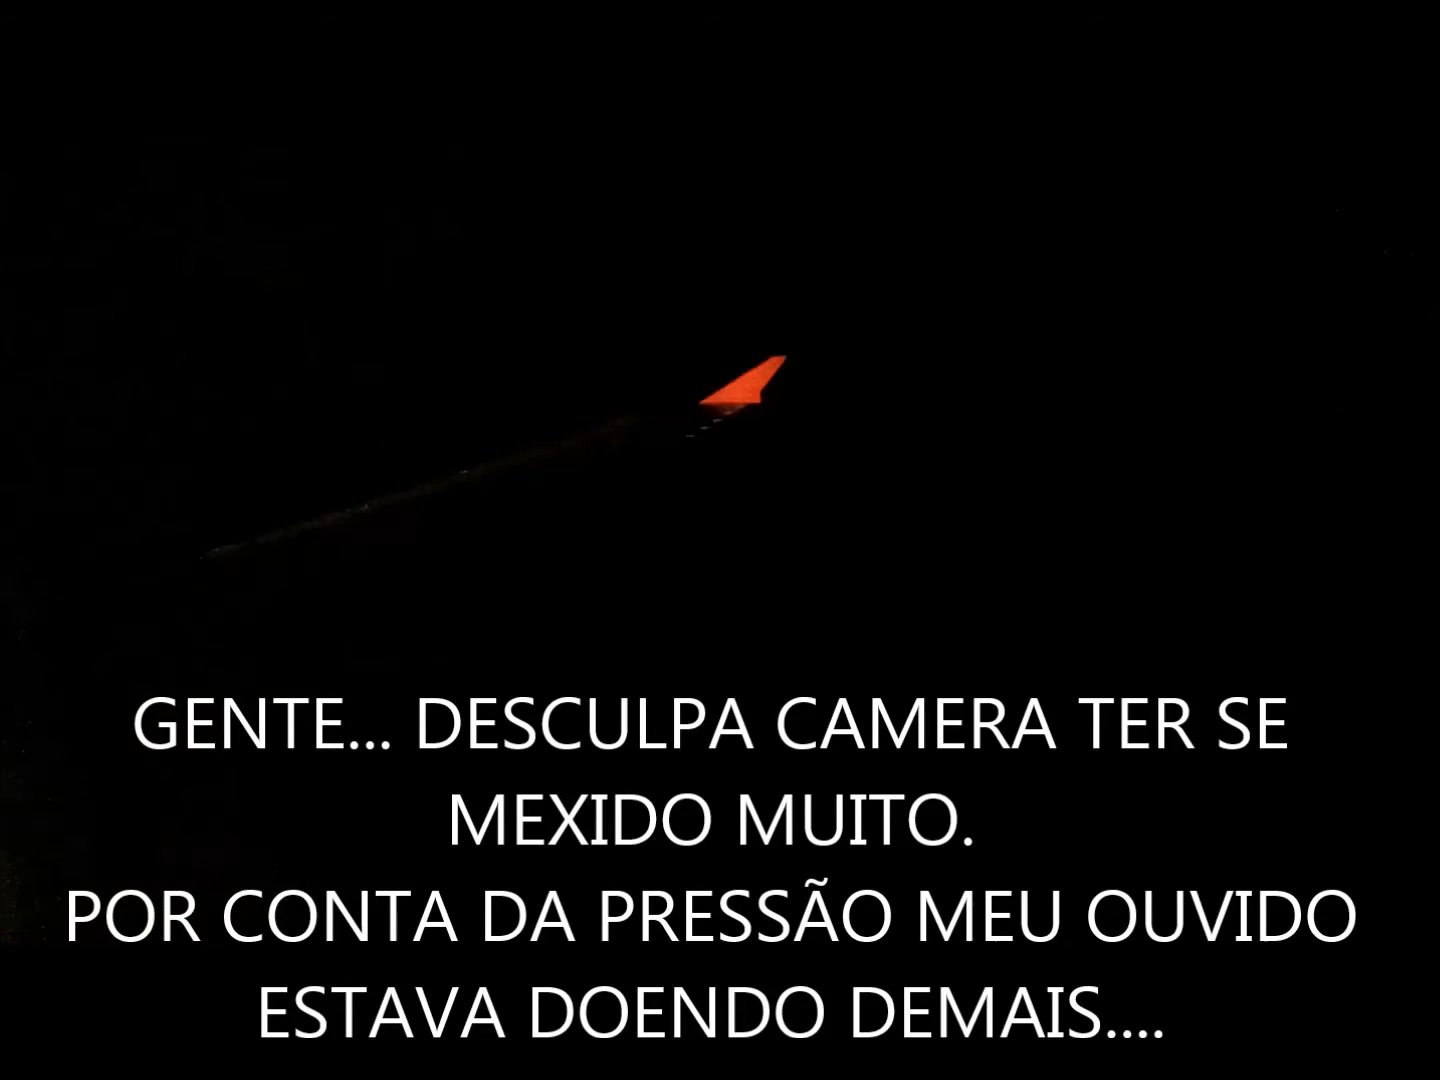 GENTE... DESCULPA CAMERA TER SE
MEXIDO MUITO.
POR CONTA DA PRESSÃO MEU OUVIDO
ESTAVA DOENDO DEMAIS....